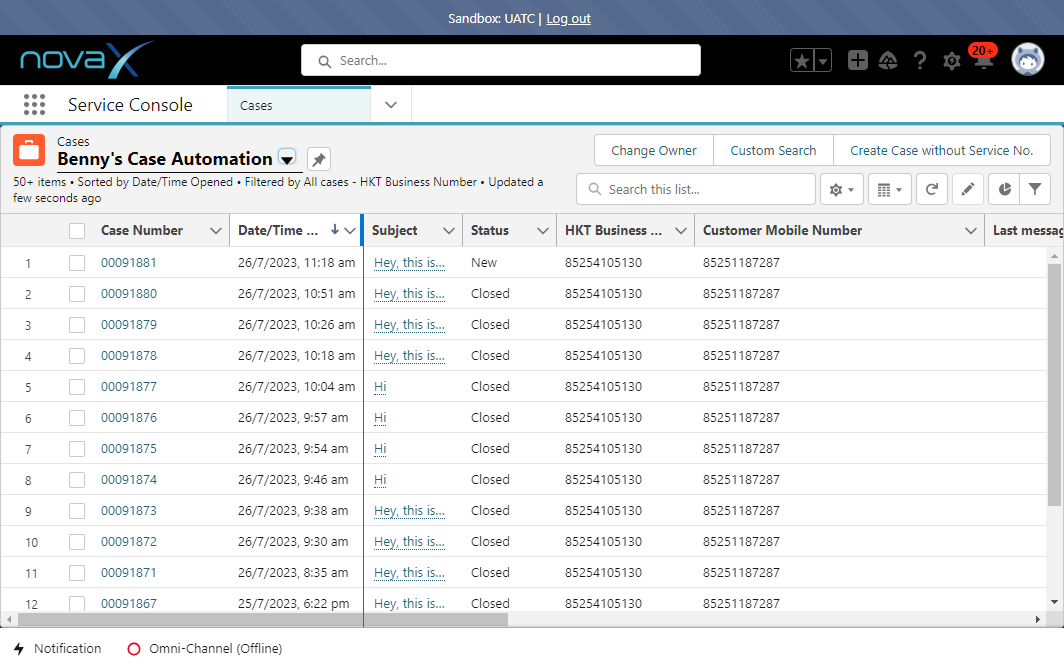 Sandbox: UATC | Log out
novax
Search...
20+
Service Console
Cases
Cases
Benny's Case Automation
Change Owner
Custom Search
Create Case without Service No.
50+ items • Sorted by Date/Time Opened • Filtered by All cases - HKT Business Number • Updated a
few seconds ago
Search this list...
Case Number Date/Time ... Subject Status HKT Business ... Customer Mobile Number Last messag
1 00091881 26/7/2023, 11:18 am Hey, this is... New 85254105130 85251187287
2 00091880 26/7/2023, 10:51 am Hey, this is... Closed 85254105130 85251187287
3 00091879 26/7/2023, 10:26 am Hey, this is... Closed 85254105130 85251187287
4 00091878 26/7/2023, 10:18 am Hey, this is... Closed 85254105130 85251187287
5 00091877 26/7/2023, 10:04 am Hi Closed 85254105130 85251187287
6 00091876 26/7/2023, 9:57 am Hi Closed 85254105130 85251187287
7 00091875 26/7/2023, 9:54 am Hi Closed 85254105130 85251187287
8 00091874 26/7/2023, 9:46 am Hi Closed 85254105130 85251187287
9 00091873 26/7/2023, 9:38 am Hey, this is... Closed 85254105130 85251187287
10 00091872 26/7/2023, 9:30 am Hey, this is... Closed 85254105130 85251187287
11 00091871 26/7/2023, 8:35 am Hey, this is... Closed 85254105130 85251187287
12 00091867 25/7/2023, 6:22 pm Hey, this is... Closed 85254105130 85251187287
Notification
Omni-Channel (Offline)